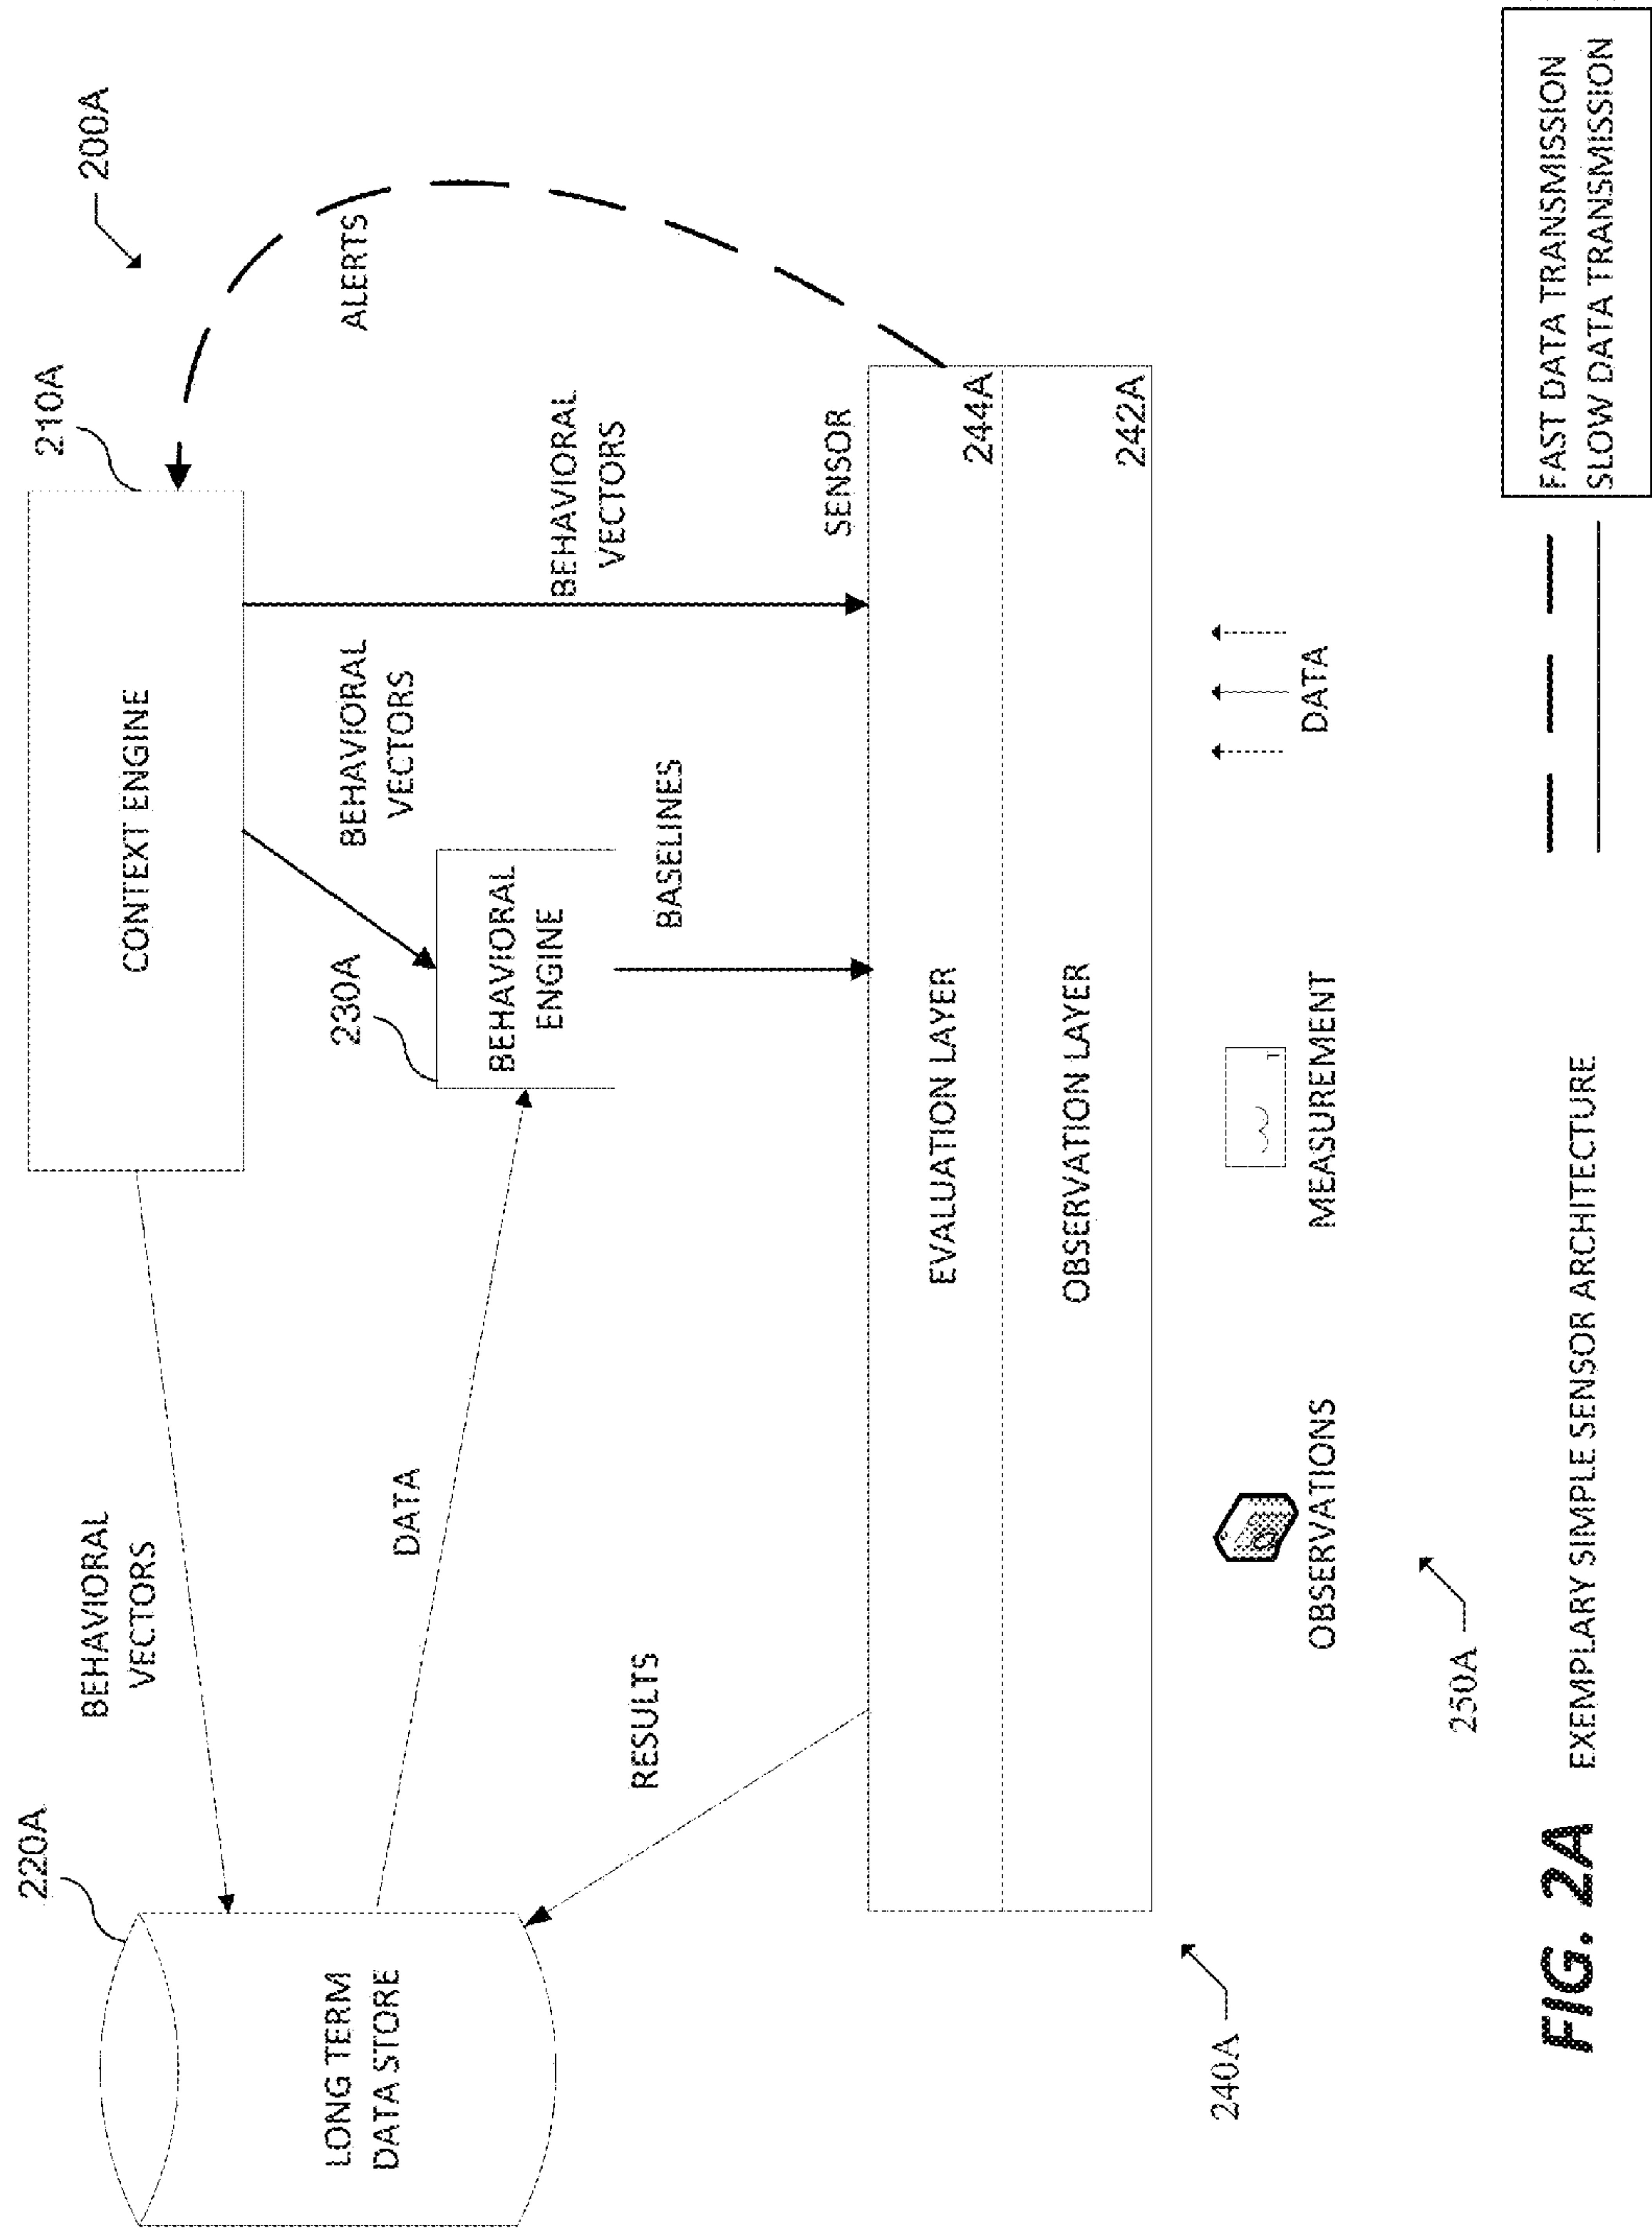 200A
210A
CONTEXT ENGINE
220A
LONG TERM
DATA STORE
BEHAVIORAL
VECTORS
DATA
230A
BEHAVIORAL
ENGINE
BEHAVIORAL
VECTORS
BEHAVIORAL
VECTORS
ALERTS
RESULTS
BASELINES
SENSOR
EVALUATION LAYER
244A
OBSERVATION LAYER
242A
240A
OBSERVATIONS
MEASUREMENT
DATA
250A
FIG. 2A
EXEMPLARY SIMPLE SENSOR ARCHITECTURE
FAST DATA TRANSMISSION
SLOW DATA TRANSMISSION